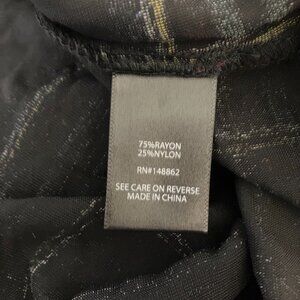 75%RAYON
25%NYLON
RN#148862
SEE CARE ON REVERSE
MADE IN CHINA